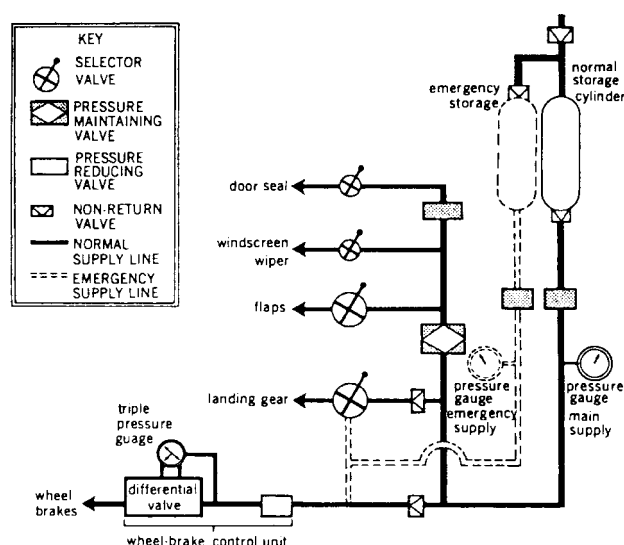 KEY
SELECTOR
VALVE
PRESSURE
MAINTAINING
VALVE
PRESSURE
REDUCING
VALVE
NON-RETURN
VALVE
NORMAL
SUPPLY LINE
EMERGENCY
SUPPLY LINE
normal
storage
cylinder
emergency
storage
door seal
windscreen
wiper
flaps
landing gear
pressure
gauge
emergency
supply
pressure
gauge
main
supply
triple
pressure
guage
wheel
brakes
differential
valve
wheel-brake control unit